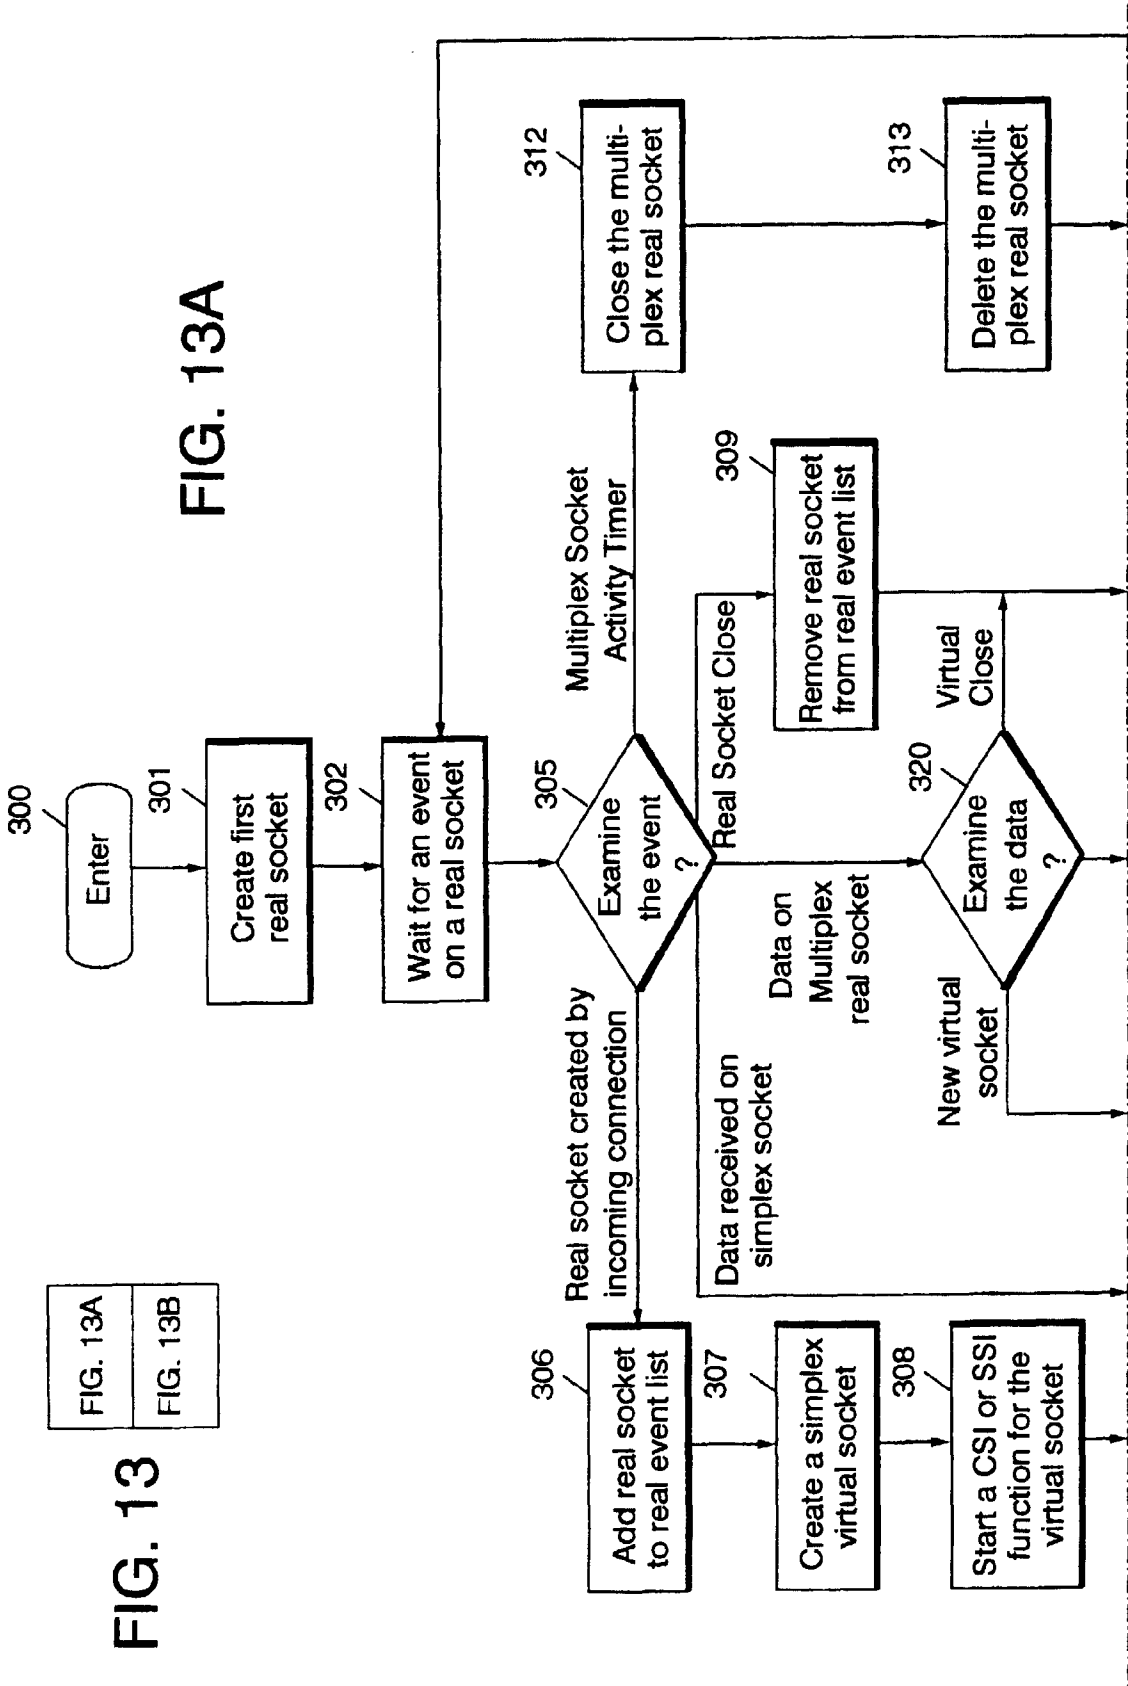 FIG. 13
FIG. 13A
FIG. 13B
FIG. 13A
300
Enter
301
Create first
real socket
302
Wait for an event
on a real socket
305
Examine
the event
?
Real socket created by
incoming connection
Multiplex Socket
Activity Timer
Real Socket Close
Data received on
simplex socket
Data on
Multiplex
real socket
306
Add real socket
to real event list
307
Create a simplex
virtual socket
308
Start a CSI or SSI
function for the
virtual socket
309
Remove real socket
from real event list
312
Close the multi-
plex real socket
313
Delete the multi-
plex real socket
320
Examine
the data
?
New virtual
socket
Virtual
Close